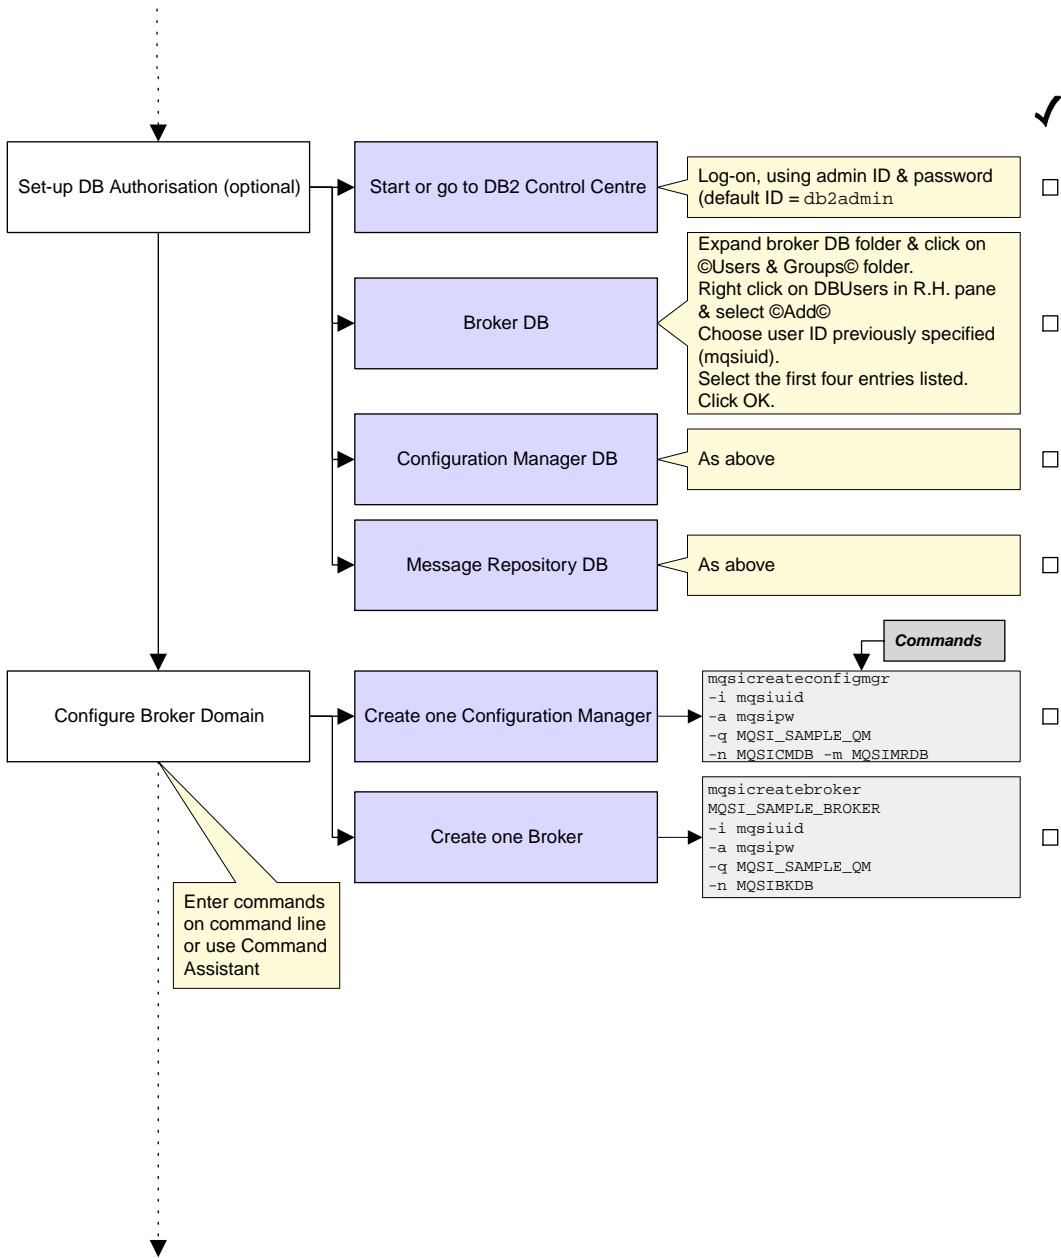 Set-up DB Authorisation (optional)
Start or go to DB2 Control Centre
Log-on, using admin ID & password
(default ID = db2admin
Broker DB
Expand broker DB folder & click on
©Users & Groups© folder.
Right click on DBUsers in R.H. pane
& select ©Add©
Choose user ID previously specified
(mqsiuid).
Select the first four entries listed.
Click OK.
Configuration Manager DB
As above
Message Repository DB
As above
Commands
Configure Broker Domain
Create one Configuration Manager
mqsicreateconfigmgr
-i mqsiuid
-a mqsipw
-q MQSI_SAMPLE_QM
-n MQSICMDB -m MQSIMRDB
Create one Broker
mqsicreatebroker
MQSI_SAMPLE_BROKER
-i mqsiuid
-a mqsipw
-q MQSI_SAMPLE_QM
-n MQSIBKDB
Enter commands
on command line
or use Command
Assistant